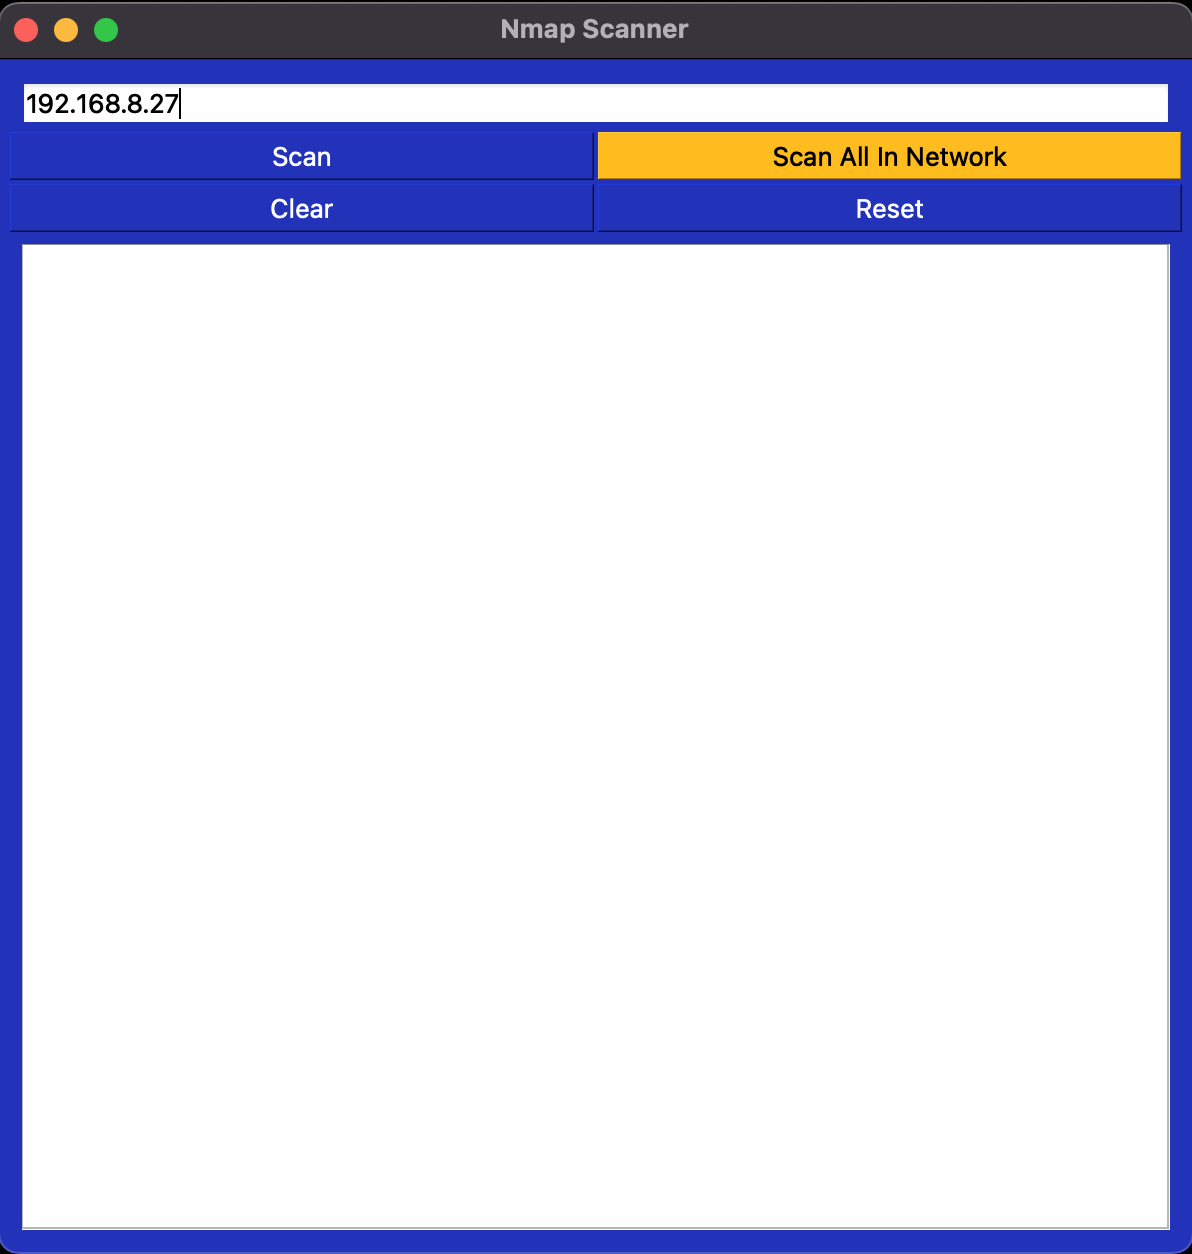 Nmap Scanner
192.168.8.27
Scan
Scan All In Network
Clear
Reset